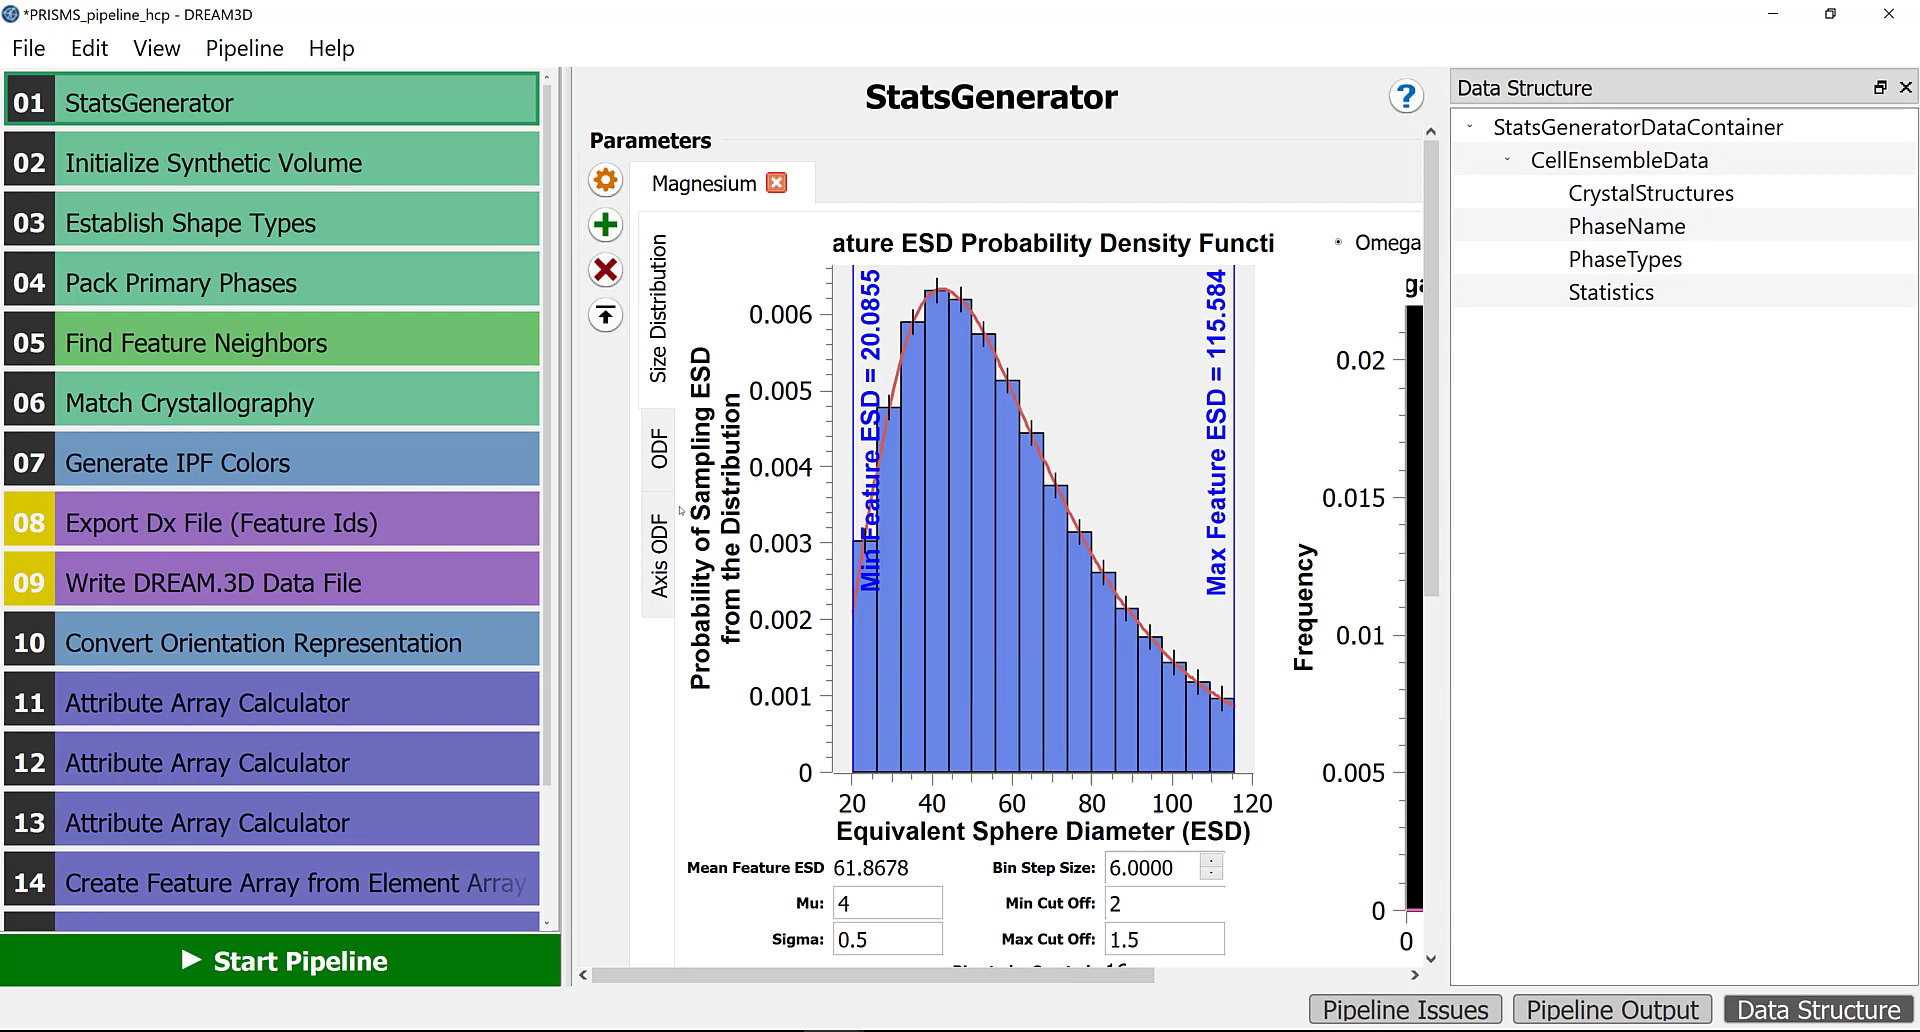 *PRISMS_pipeline_hcp - DREAM3D
File Edit View Pipeline Help
01 StatsGenerator
02 Initialize Synthetic Volume
03 Establish Shape Types
04 Pack Primary Phases
05 Find Feature Neighbors
06 Match Crystallography
07 Generate IPF Colors
08 Export Dx File (Feature Ids)
09 Write DREAM.3D Data File
10 Convert Orientation Representation
11 Attribute Array Calculator
12 Attribute Array Calculator
13 Attribute Array Calculator
14 Create Feature Array from Element Array
Start Pipeline
StatsGenerator
?
Parameters
Magnesium
Size Distribution
ODF
Axis ODF
ature ESD Probability Density Functi
Probability of Sampling ESD
from the Distribution
0.006
0.005
0.004
0.003
0.002
0.001
0
Min Feature ESD = 20.0855
Max Feature ESD = 115.584
20 40 60 80 100 120
Equivalent Sphere Diameter (ESD)
Mean Feature ESD 61.8678
Bin Step Size: 6.0000
Mu: 4
Min Cut Off: 2
Sigma: 0.5
Max Cut Off: 1.5
Omega
Frequency
0.02
0.015
0.01
0.005
0
0
Data Structure
StatsGeneratorDataContainer
CellEnsembleData
CrystalStructures
PhaseName
PhaseTypes
Statistics
Pipeline Issues Pipeline Output Data Structure